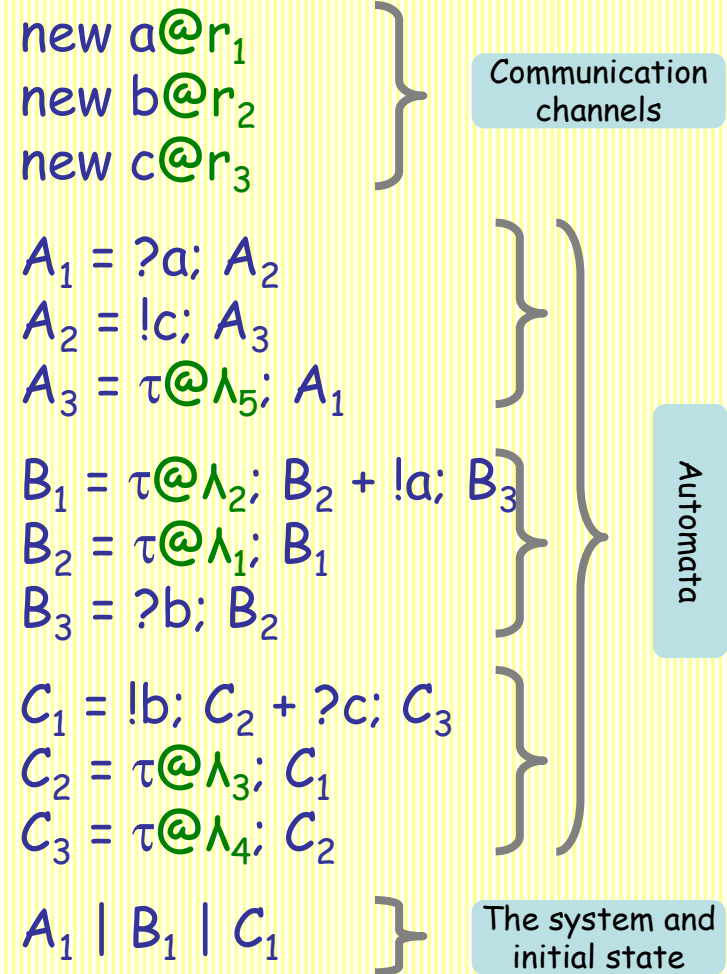 new a@r₁
new b@r₂
new c@r₃
Communication
channels
A₁ = ?a; A₂
A₂ = !c; A₃
A₃ = τ@λ₅; A₁
B₁ = τ@λ₂; B₂ + !a; B₃
B₂ = τ@λ₁; B₁
B₃ = ?b; B₂
C₁ = !b; C₂ + ?c; C₃
C₂ = τ@λ₃; C₁
C₃ = τ@λ₄; C₂
Automata
A₁ | B₁ | C₁
The system and
initial state